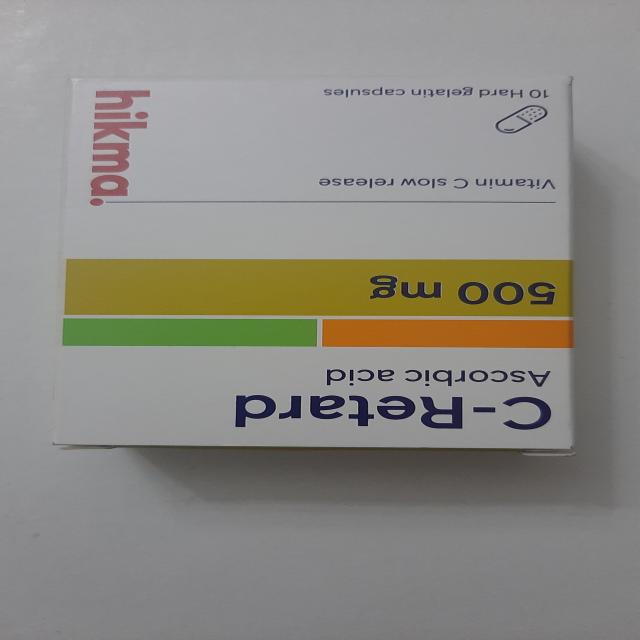 C-Retard
Ascorbic acid
500 mg
Vitamin C slow release
10 Hard gelatin capsules
hikma.